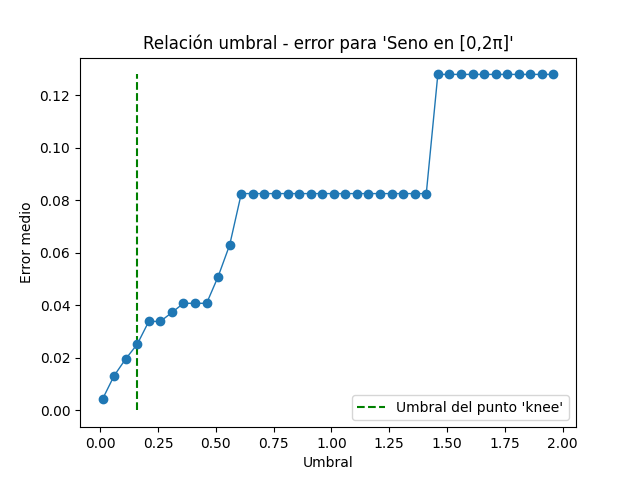 Relación umbral - error para 'Seno en [0,2π]'
Error medio
0.12
0.10
0.08
0.06
0.04
0.02
0.00
Umbral del punto 'knee'
0.00 0.25 0.50 0.75 1.00 1.25 1.50 1.75 2.00
Umbral